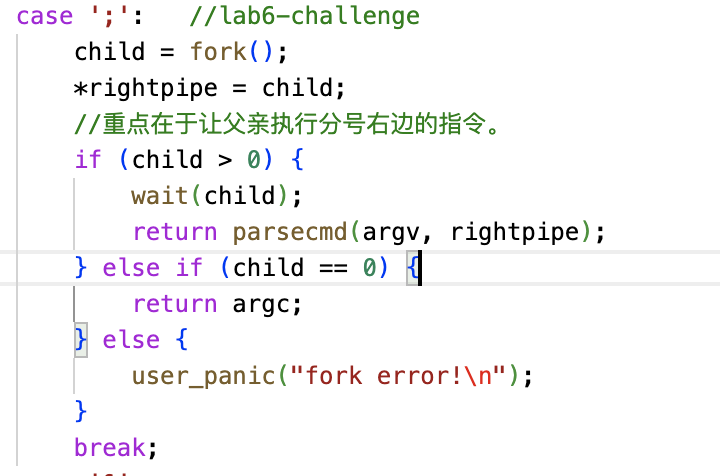 case ';':   //lab6-challenge
    child = fork();
    *rightpipe = child;
    //重点在于让父亲执行分号右边的指令。
    if (child > 0) {
        wait(child);
        return parsecmd(argv, rightpipe);
    } else if (child == 0) {
        return argc;
    } else {
        user_panic("fork error!\n");
    }
    break;